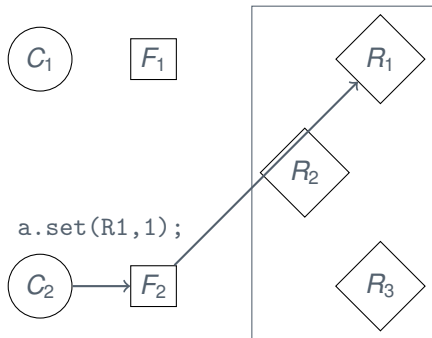 C₁ F₁ R₁
R₂
a.set(R1,1);
C₂ F₂ R₃